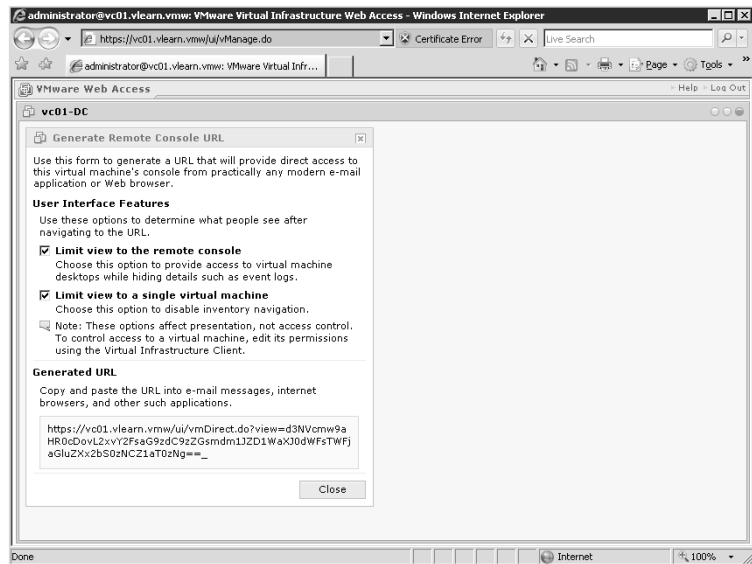 administrator@vc01.vlearn.vmw: VMware Virtual Infrastructure Web Access - Windows Internet Explorer
https://vc01.vlearn.vmw/ui/vManage.do
Certificate Error
Live Search
administrator@vc01.vlearn.vmw: VMware Virtual Infr...
Page
Tools
»
VMware Web Access
Help
Log Out
vc01-DC
Generate Remote Console URL
Use this form to generate a URL that will provide direct access to
this virtual machine's console from practically any modern e-mail
application or Web browser.
User Interface Features
Use these options to determine what people see after
navigating to the URL.
Limit view to the remote console
Choose this option to provide access to virtual machine
desktops while hiding details such as event logs.
Limit view to a single virtual machine
Choose this option to disable inventory navigation.
Note: These options affect presentation, not access control.
To control access to a virtual machine, edit its permissions
using the Virtual Infrastructure Client.
Generated URL
Copy and paste the URL into e-mail messages, internet
browsers, and other such applications.
https://vc01.vlearn.vmw/ui/vmDirect.do?view=d3NVcmw9a
HR0cDovL2xvY2FsaG9zdC9zZGsmdm1JZD1WaXJ0dWFsTWFj
aGluZXx2bS0zNCZ1aT0zNg==_
Close
Done
Internet
100%